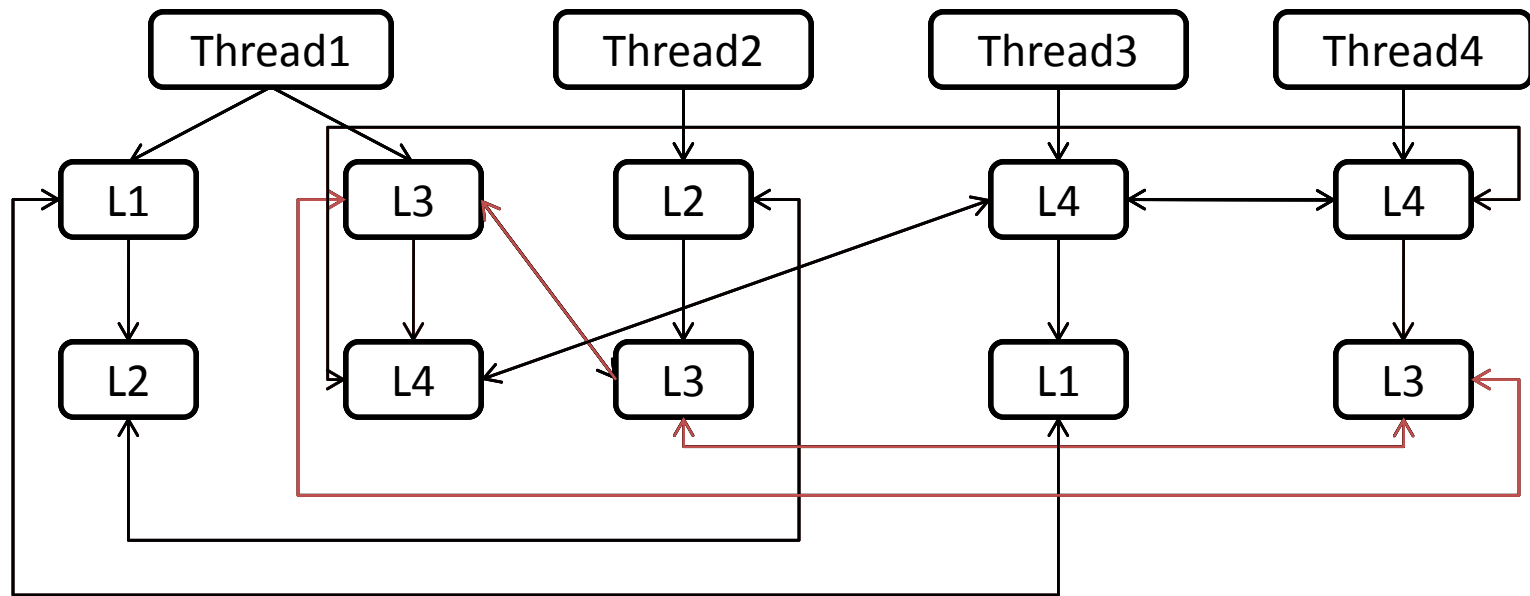 Thread1 Thread2 Thread3 Thread4
L1 L3 L2 L4 L4
L2 L4 L3 L1 L3